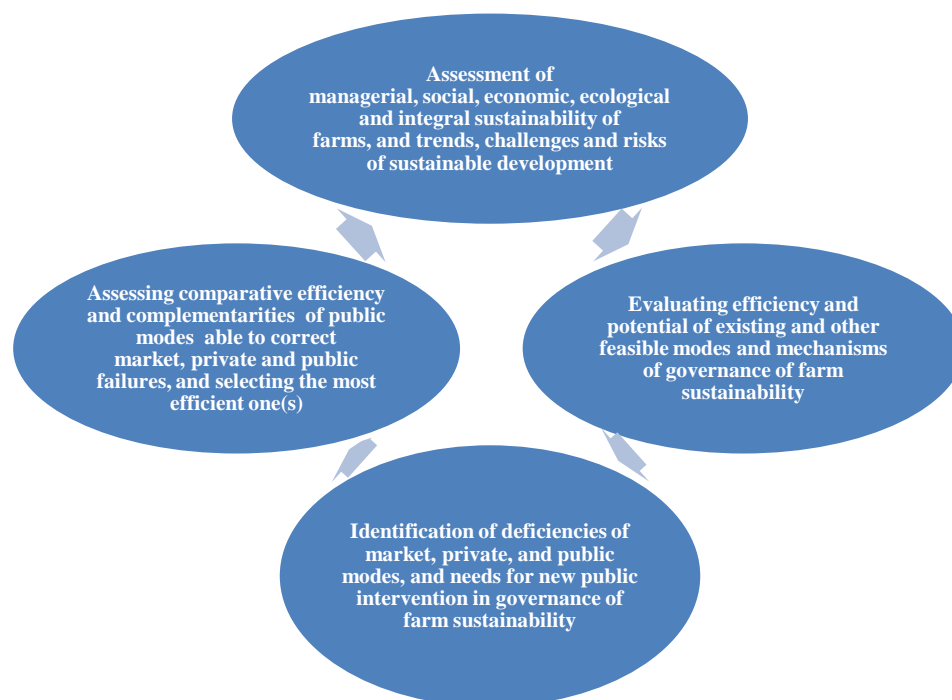 Assessment of
managerial, social, economic, ecological
and integral sustainability of
farms, and trends, challenges and risks
of sustainable development
Assessing comparative efficiency
and complementarities of public
modes able to correct
market, private and public
failures, and selecting the most
efficient one(s)
Evaluating efficiency and
potential of existing and other
feasible modes and mechanisms
of governance of farm
sustainability
Identification of deficiencies of
market, private, and public
modes, and needs for new public
intervention in governance of
farm sustainability